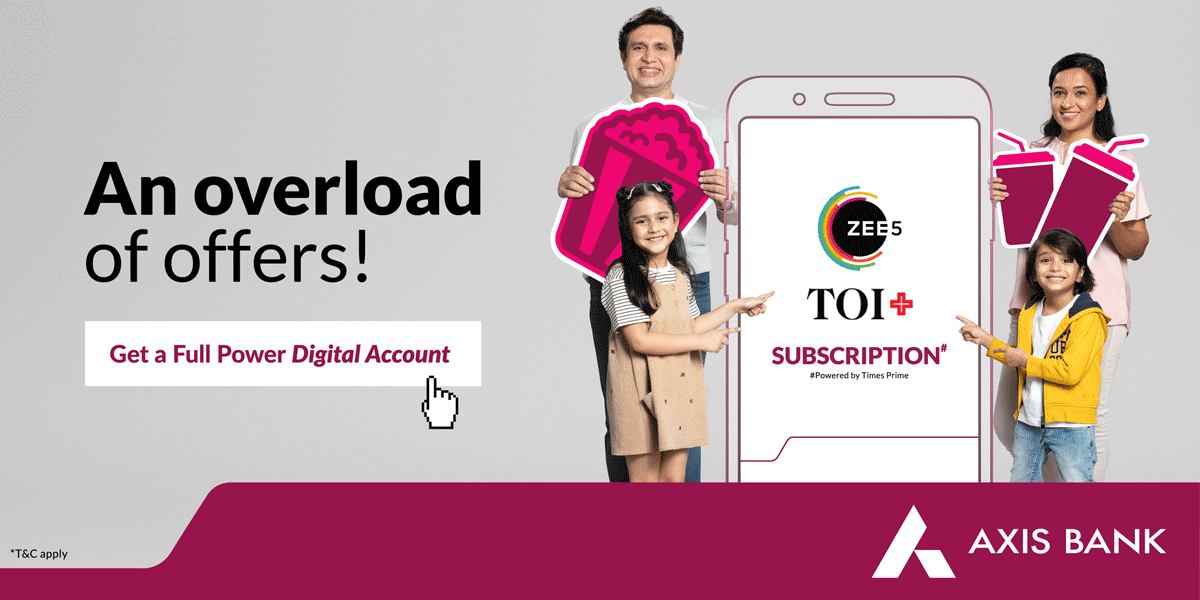 An overload
of offers!
Get a Full Power Digital Account
ZEE5
TOI+
SUBSCRIPTION#
#Powered by Times Prime
*T&C apply
AXIS BANK